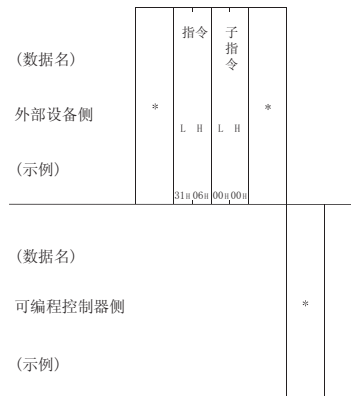 指令 子指令
(数据名)
外部设备侧 * *
L H L H
(示例)
31H 06H 00H 00H
(数据名)
可编程控制器侧 *
(示例)